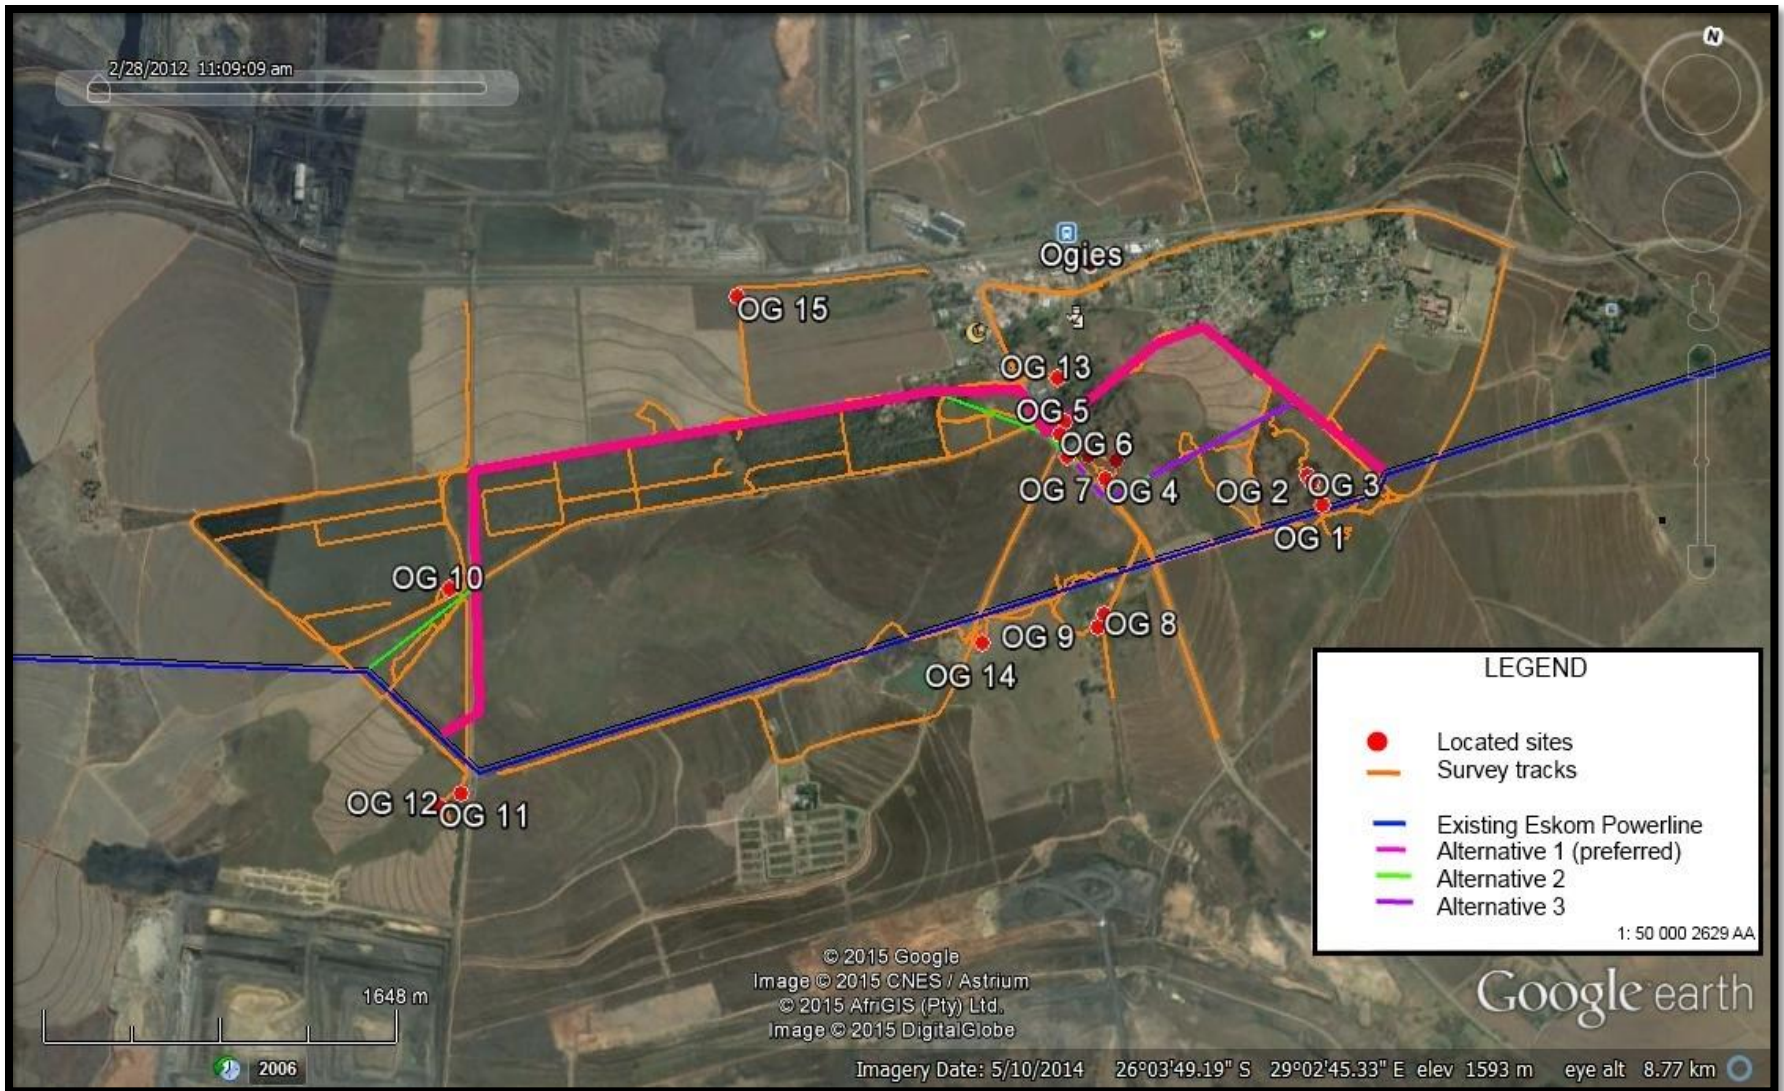 N
2/28/2012 11:09:09 am
Ogies
OG 15
OG 13
OG 5
OG 6
OG 7
OG 4
OG 2
OG 3
OG 1
OG 10
OG 9
OG 8
OG 14
OG 12
OG 11
LEGEND
Located sites
Survey tracks
Existing Eskom Powerline
Alternative 1 (preferred)
Alternative 2
Alternative 3
1: 50 000 2629 AA
© 2015 Google
Image © 2015 CNES / Astrium
© 2015 AfriGIS (Pty) Ltd.
Image © 2015 DigitalGlobe
Google earth
1648 m
2006
Imagery Date: 5/10/2014 26°03'49.19" S 29°02'45.33" E elev 1593 m eye alt 8.77 km